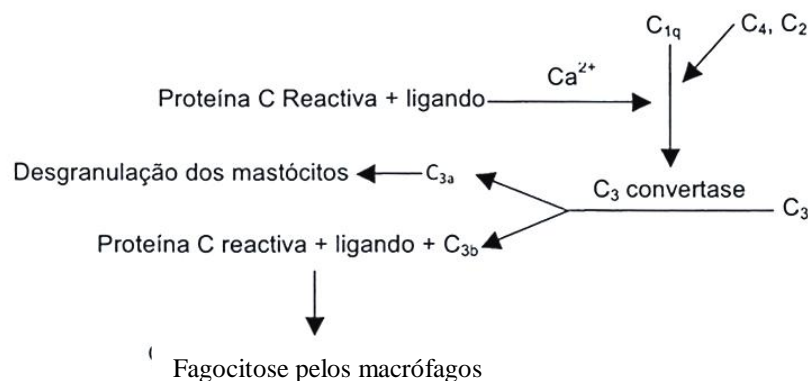 C1q
C4, C2
Ca2+
Proteína C Reactiva + ligando
Desgranulação dos mastócitos
C3a
C3 convertase
C3
Proteína C reactiva + ligando + C3b
Fagocitose pelos macrófagos